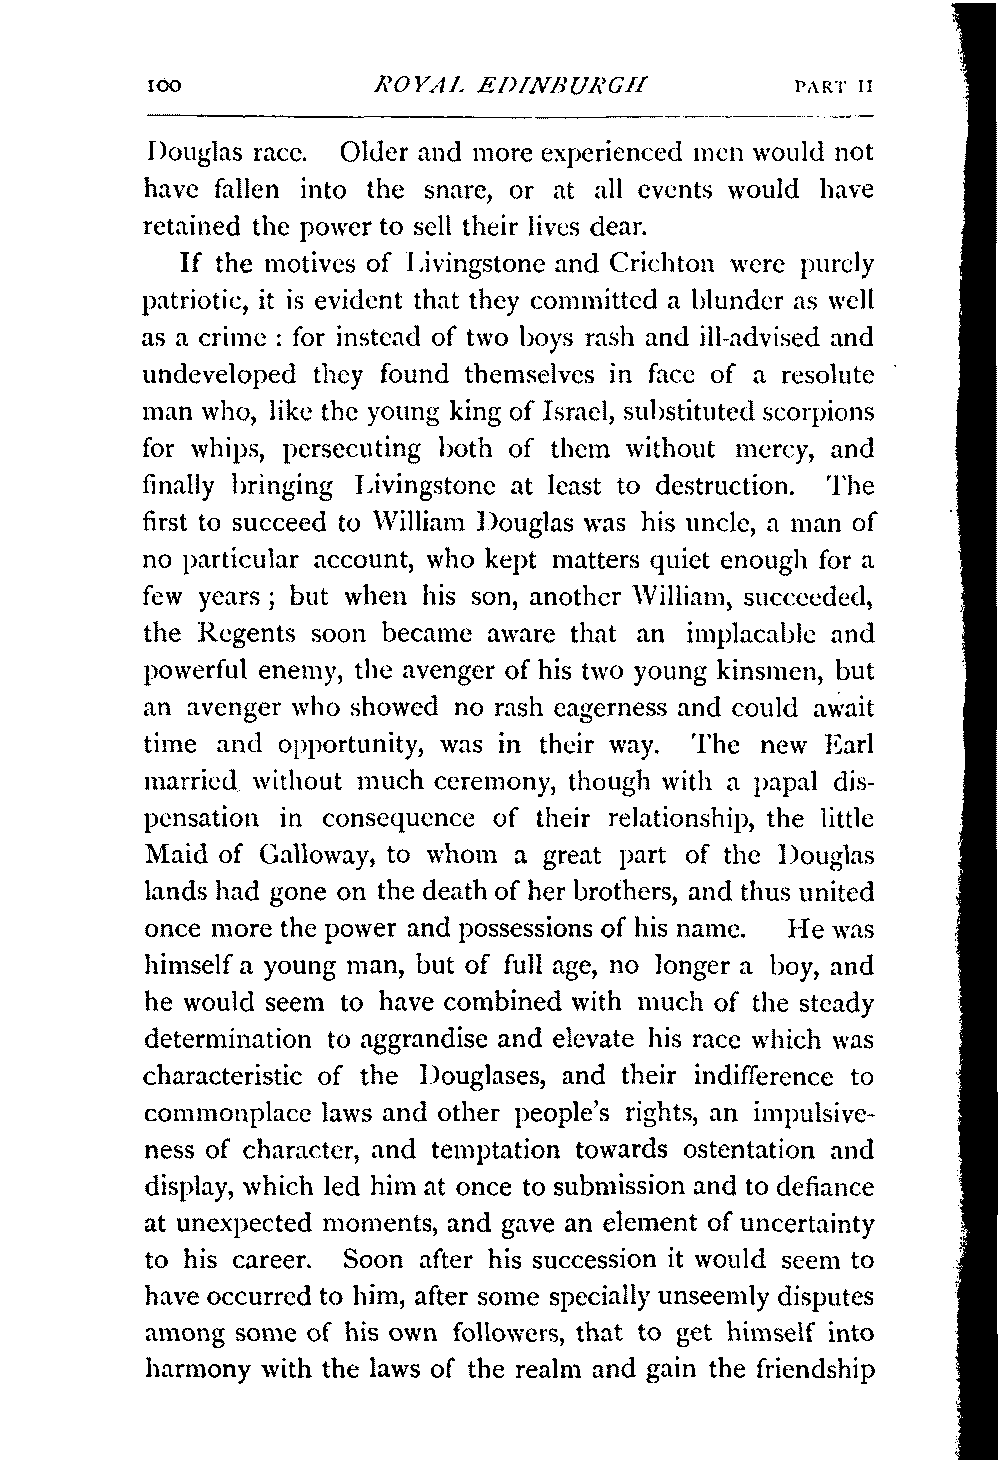 100 ROYAL EDINBURGH PART II
Douglas race. Older and more experienced men would not
have fallen into the snare, or at all events would have
retained the power to sell their lives dear.
If the motives of Livingstone and Crichton were purely
patriotic, it is evident that they committed a blunder as well
as a crime : for instead of two boys rash and ill-advised and
undeveloped they found themselves in face of a resolute
man who, like the young king of Israel, substituted scorpions
for whips, persecuting both of them without mercy, and
finally bringing Livingstone at least to destruction. The
first to succeed to William Douglas was his uncle, a man of
no particular account, who kept matters quiet enough for a
few years ; but when his son, another William, succeeded,
the Regents soon became aware that an implacable and
powerful enemy, the avenger of his two young kinsmen, but
an avenger who showed no rash eagerness and could await
time and opportunity, was in their way. The new Earl
married without much ceremony, though with a papal dis-
pensation in consequence of their relationship, the little
Maid of Galloway, to whom a great part of the Douglas
lands had gone on the death of her brothers, and thus united
once more the power and possessions of his name. He was
himself a young man, but of full age, no longer a boy, and
he would seem to have combined with much of the steady
determination to aggrandise and elevate his race which was
characteristic of the Douglases, and their indifference to
commonplace laws and other people's rights, an impulsive-
ness of character, and temptation towards ostentation and
display, which led him at once to submission and to defiance
at unexpected moments, and gave an element of uncertainty
to his career. Soon after his succession it would seem to
have occurred to him, after some specially unseemly disputes
among some of his own followers, that to get himself into
harmony with the laws of the realm and gain the friendship